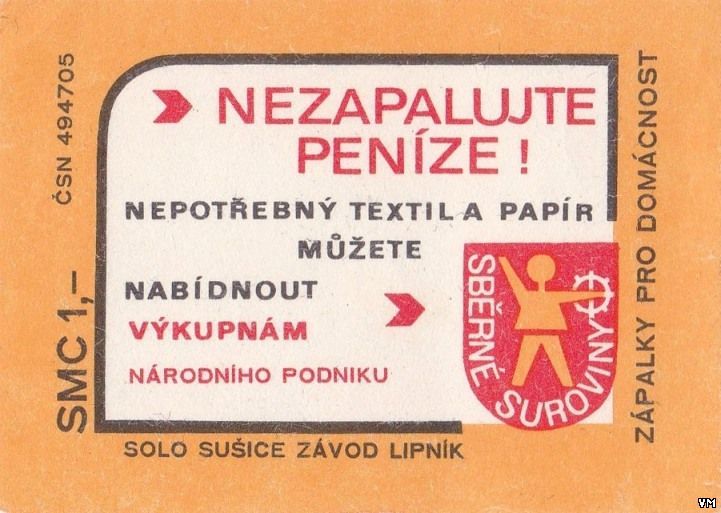 ČSN 494705
SMC 1,–
NEZAPALUJTE
PENÍZE !
NEPOTŘEBNÝ TEXTIL A PAPÍR
MŮŽETE
NABÍDNOUT
VÝKUPNÁM
NÁRODNÍHO PODNIKU
SBĚRNÉ SUROVINY
SOLO SUŠICE ZÁVOD LIPNÍK
ZÁPALKY PRO DOMÁCNOST
VM